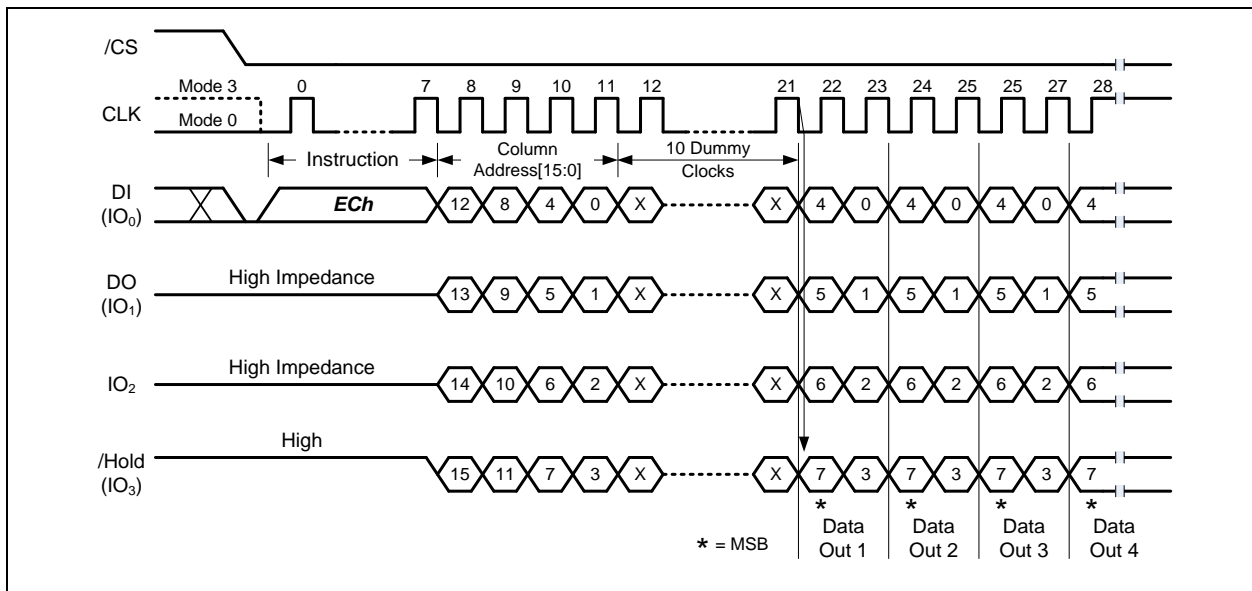 /CS
Mode 3
0 7 8 9 10 11 12 21 22 23 24 25 25 27 28
CLK
Mode 0
Instruction
Column
Address[15:0]
10 Dummy
Clocks
DI
(IO0)
ECh 12 8 4 0 X X 4 0 4 0 4 0 4
DO
(IO1)
High Impedance
13 9 5 1 X X 5 1 5 1 5 1 5
IO2
High Impedance
14 10 6 2 X X 6 2 6 2 6 2 6
/Hold
(IO3)
High
15 11 7 3 X X 7 3 7 3 7 3 7
* * * *
* = MSB
Data
Out 1
Data
Out 2
Data
Out 3
Data
Out 4